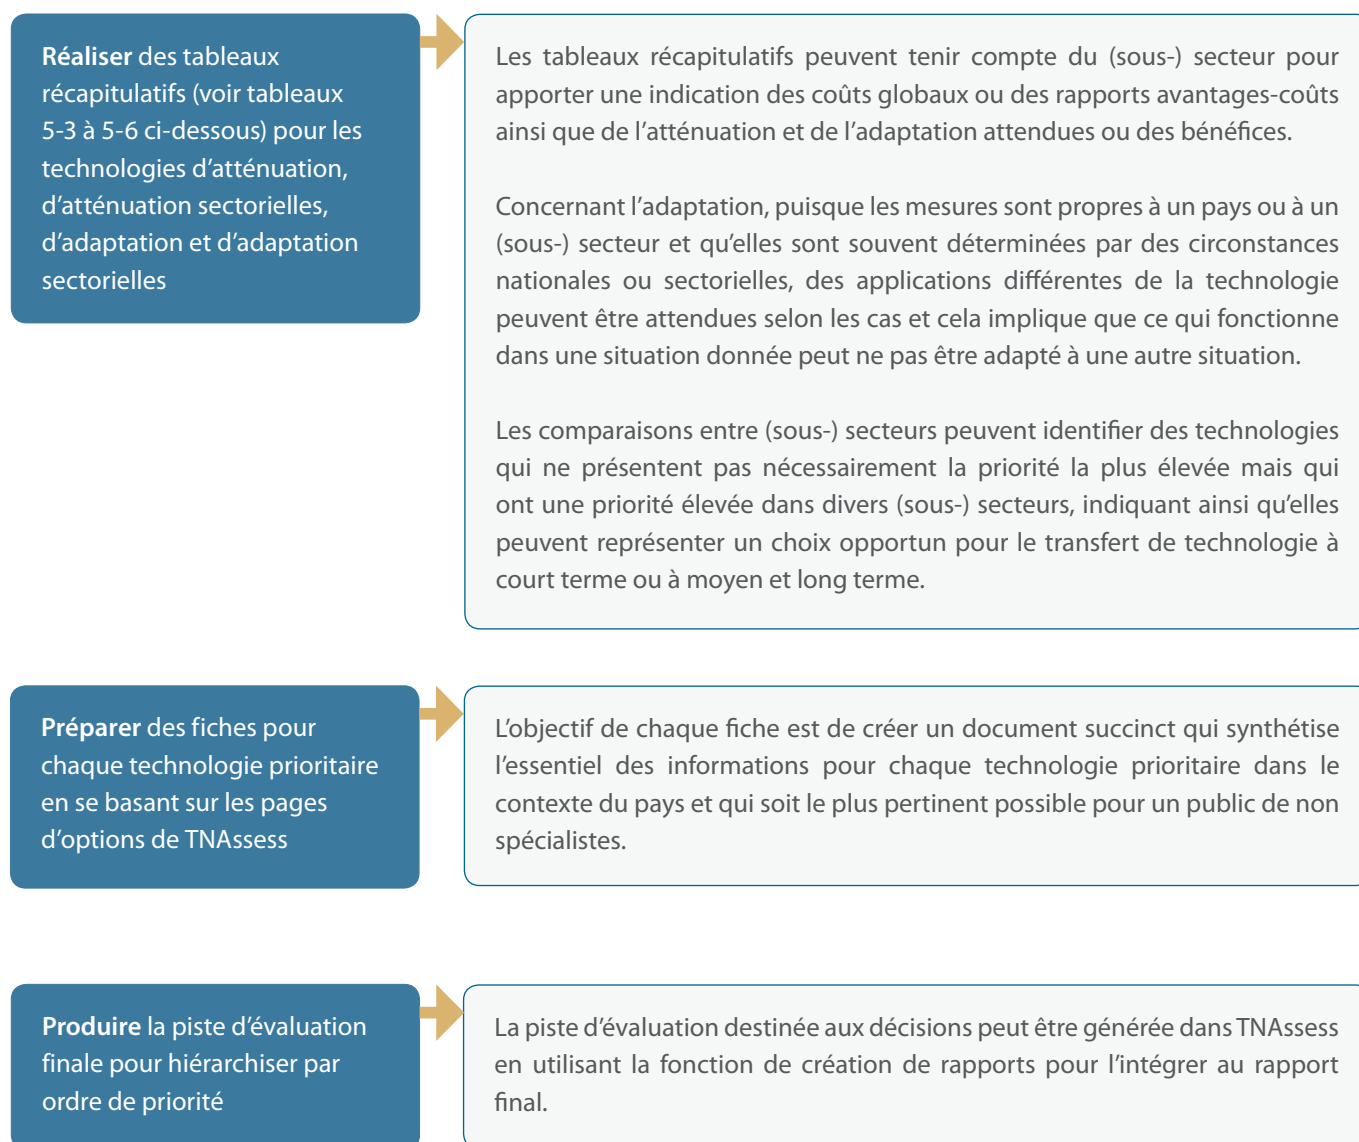 Réaliser des tableaux
récapitulatifs (voir tableaux
5-3 à 5-6 ci-dessous) pour les
technologies d’atténuation,
d’atténuation sectorielles,
d’adaptation et d’adaptation
sectorielles
Les tableaux récapitulatifs peuvent tenir compte du (sous-) secteur pour
apporter une indication des coûts globaux ou des rapports avantages-coûts
ainsi que de l’atténuation et de l’adaptation attendues ou des bénéfices.
Concernant l’adaptation, puisque les mesures sont propres à un pays ou à un
(sous-) secteur et qu’elles sont souvent déterminées par des circonstances
nationales ou sectorielles, des applications différentes de la technologie
peuvent être attendues selon les cas et cela implique que ce qui fonctionne
dans une situation donnée peut ne pas être adapté à une autre situation.
Les comparaisons entre (sous-) secteurs peuvent identifier des technologies
qui ne présentent pas nécessairement la priorité la plus élevée mais qui
ont une priorité élevée dans divers (sous-) secteurs, indiquant ainsi qu’elles
peuvent représenter un choix opportun pour le transfert de technologie à
court terme ou à moyen et long terme.
Préparer des fiches pour
chaque technologie prioritaire
en se basant sur les pages
d’options de TNAssess
L’objectif de chaque fiche est de créer un document succinct qui synthétise
l’essentiel des informations pour chaque technologie prioritaire dans le
contexte du pays et qui soit le plus pertinent possible pour un public de non
spécialistes.
Produire la piste d’évaluation
finale pour hiérarchiser par
ordre de priorité
La piste d’évaluation destinée aux décisions peut être générée dans TNAssess
en utilisant la fonction de création de rapports pour l’intégrer au rapport
final.